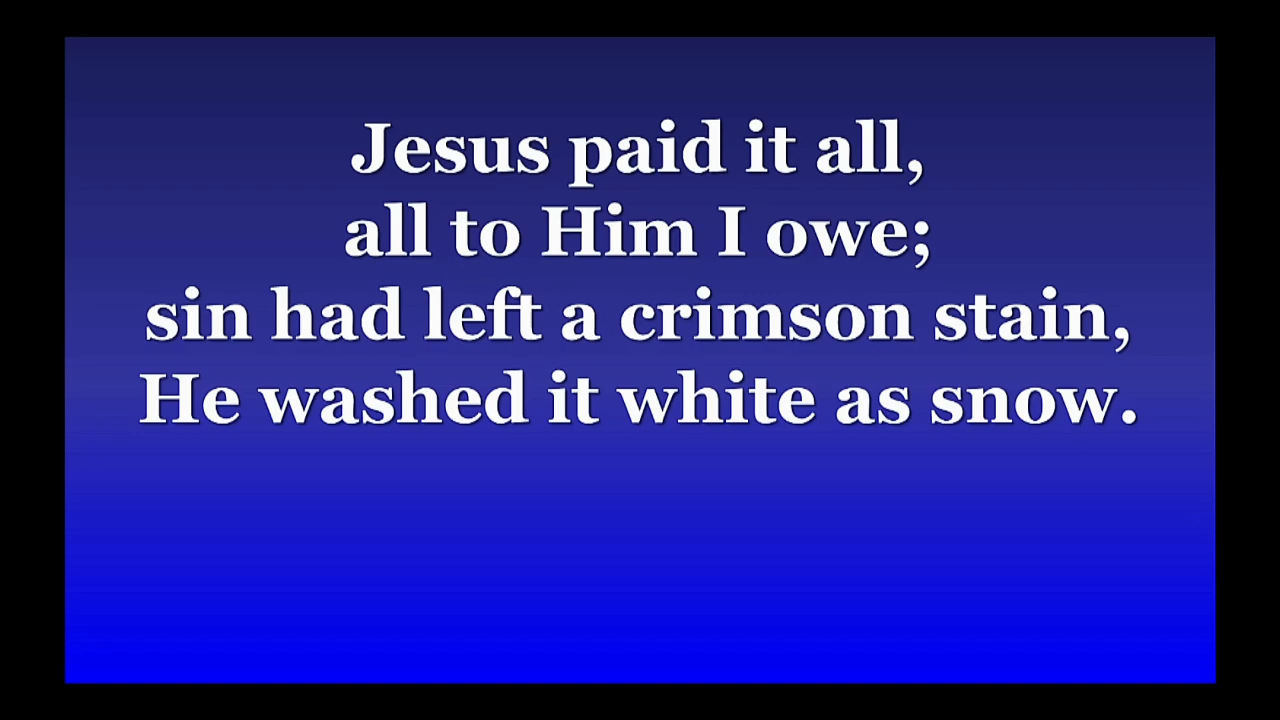 Jesus paid it all,
all to Him I owe;
sin had left a crimson stain,
He washed it white as snow.